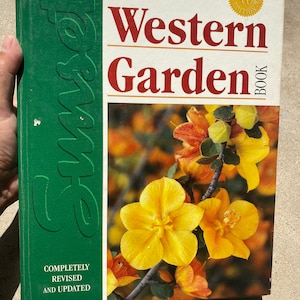 Sunset
Western
Garden
BOOK
COMPLETELY
REVISED
AND UPDATED